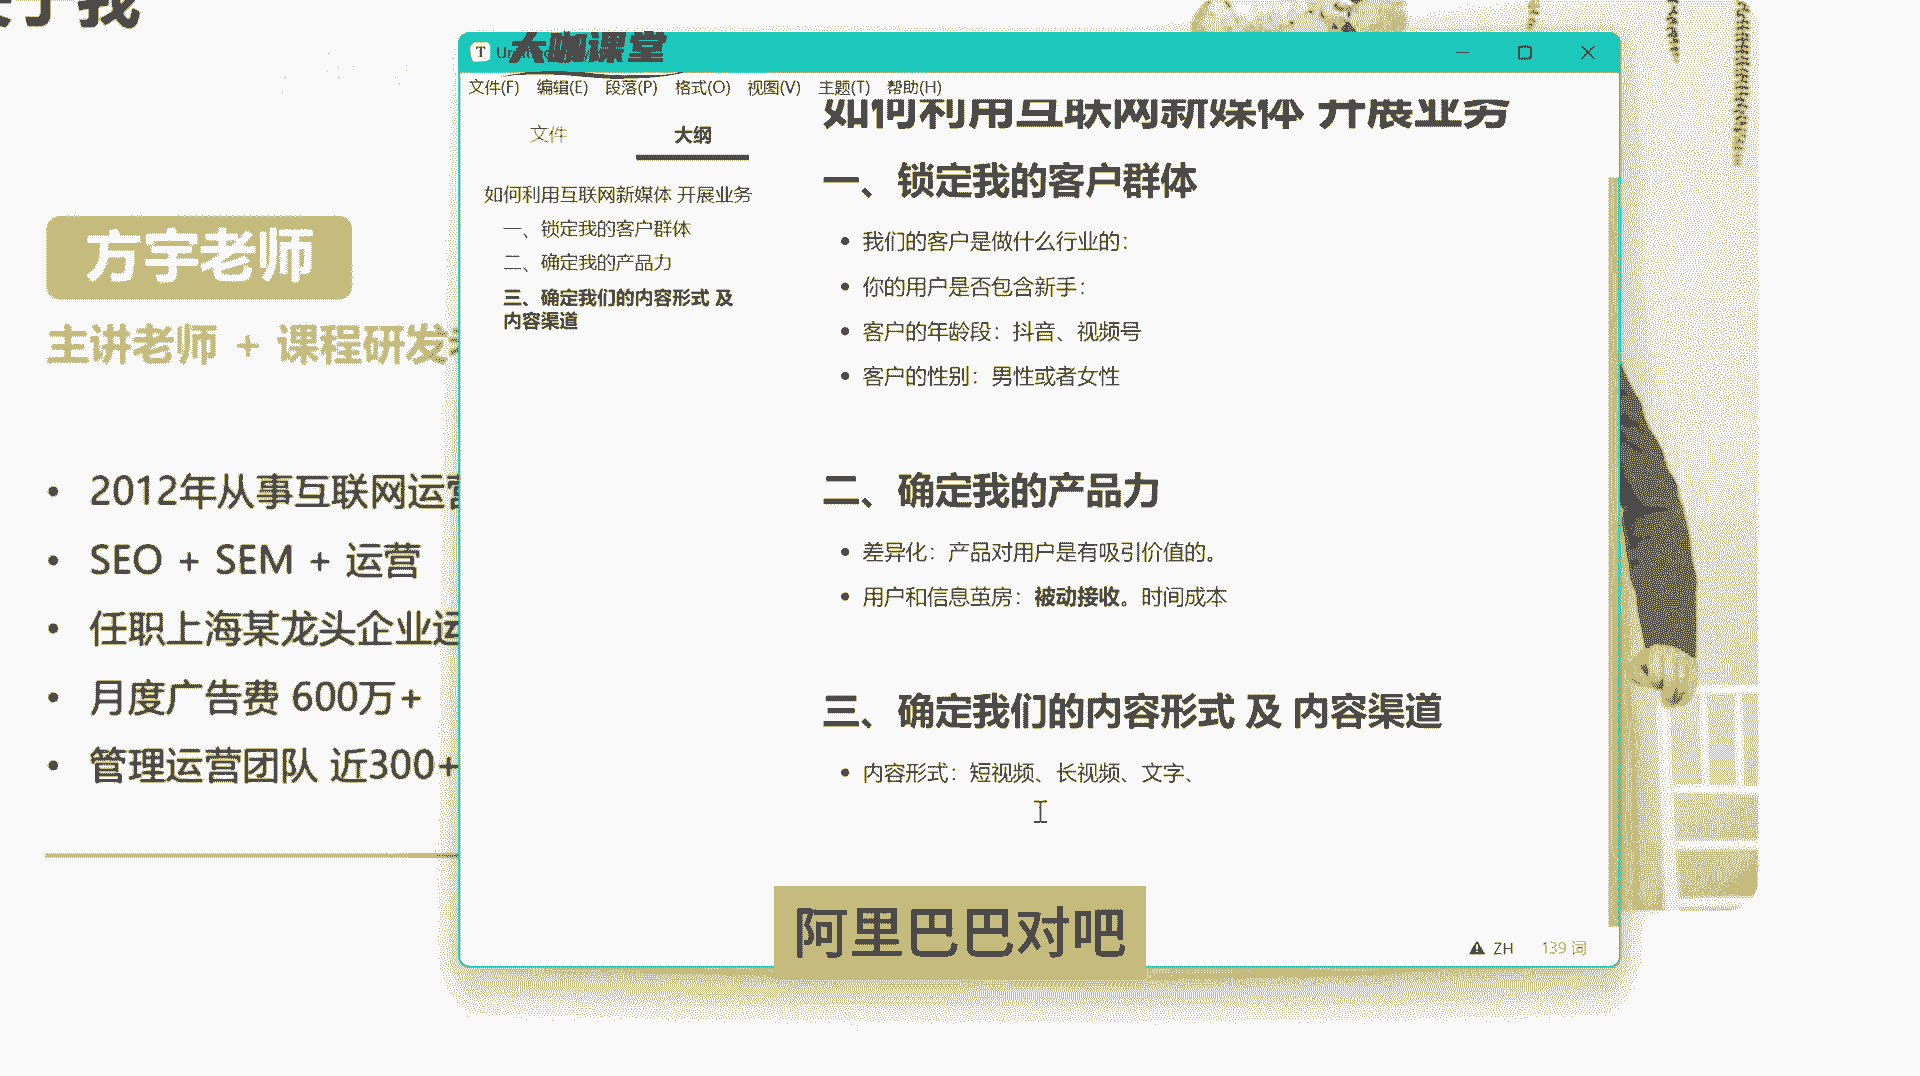 于我
方宇老师
主讲老师 + 课程研发
2012年从事互联网运营
SEO + SEM + 运营
任职上海某龙头企业运
月度广告费 600万+
管理运营团队 近300+
大咖课堂
文件(F) 编辑(E) 段落(P) 格式(O) 视图(V) 主题(T) 帮助(H)
文件 大纲
如何利用互联网新媒体 开展业务
一、锁定我的客户群体
二、确定我的产品力
三、确定我们的内容形式 及
内容渠道
如何利用互联网新媒体 开展业务
一、锁定我的客户群体
我们的客户是做什么行业的：
你的用户是否包含新手：
客户的年龄段：抖音、视频号
客户的性别：男性或者女性
二、确定我的产品力
差异化：产品对用户是有吸引价值的。
用户和信息茧房：被动接收。时间成本
三、确定我们的内容形式 及 内容渠道
内容形式：短视频、长视频、文字、
阿里巴巴对吧
ZH 139 词